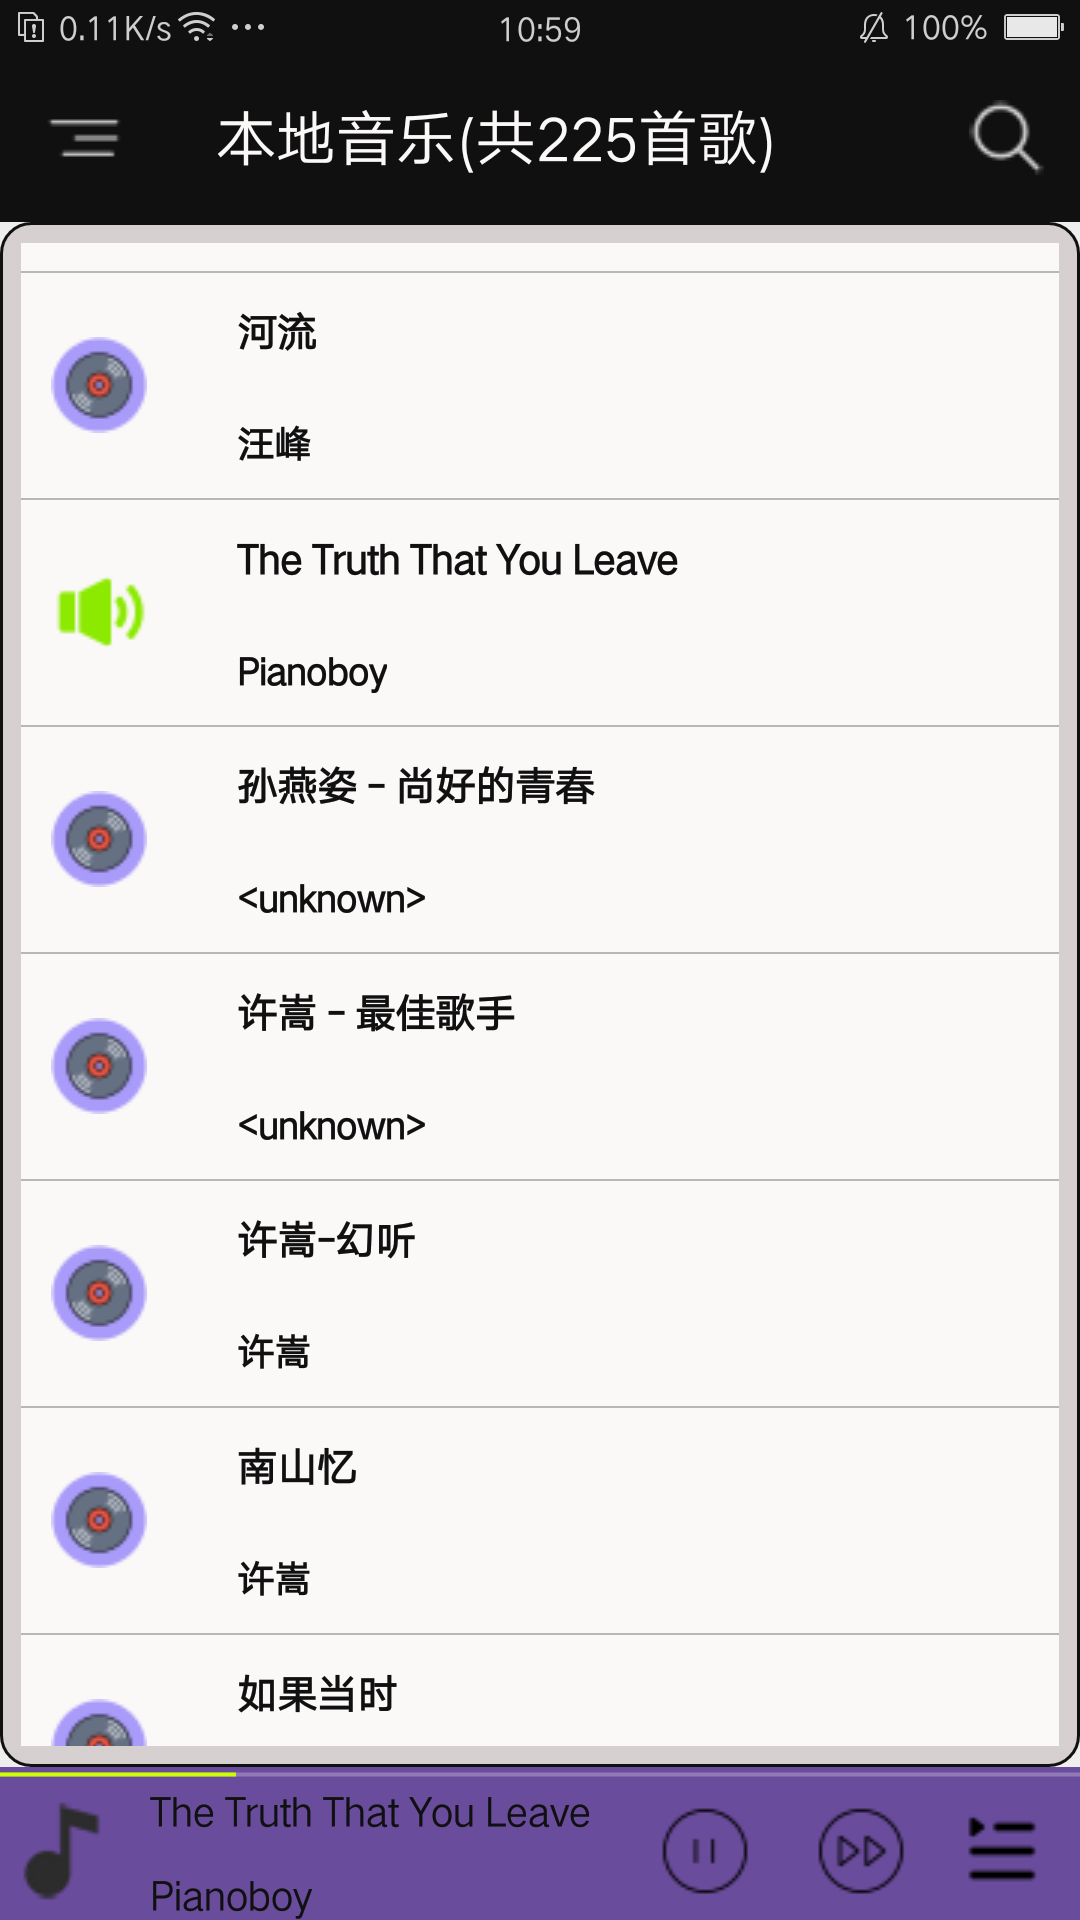 0.11K/s
10:59
100%
本地音乐(共225首歌)
河流
汪峰
The Truth That You Leave
Pianoboy
孙燕姿 - 尚好的青春
<unknown>
许嵩 - 最佳歌手
<unknown>
许嵩-幻听
许嵩
南山忆
许嵩
如果当时
The Truth That You Leave
Pianoboy